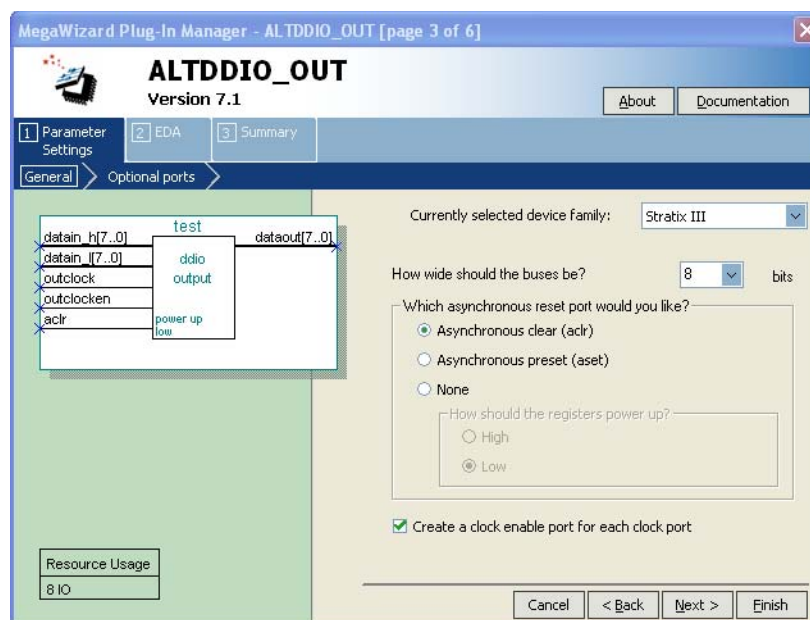 MegaWizard Plug-In Manager - ALTDDIO_OUT [page 3 of 6]
ALTDDIO_OUT
Version 7.1
About
Documentation
1 Parameter Settings
2 EDA
3 Summary
General
Optional ports
test
datain_h[7..0]
dataout[7..0]
datain_l[7..0]
ddio
outclock
output
outclocken
aclr
power up
low
Resource Usage
8 IO
Currently selected device family:
Stratix III
How wide should the buses be?
8
bits
Which asynchronous reset port would you like?
Asynchronous clear (aclr)
Asynchronous preset (aset)
None
How should the registers power up?
High
Low
Create a clock enable port for each clock port
Cancel
< Back
Next >
Finish